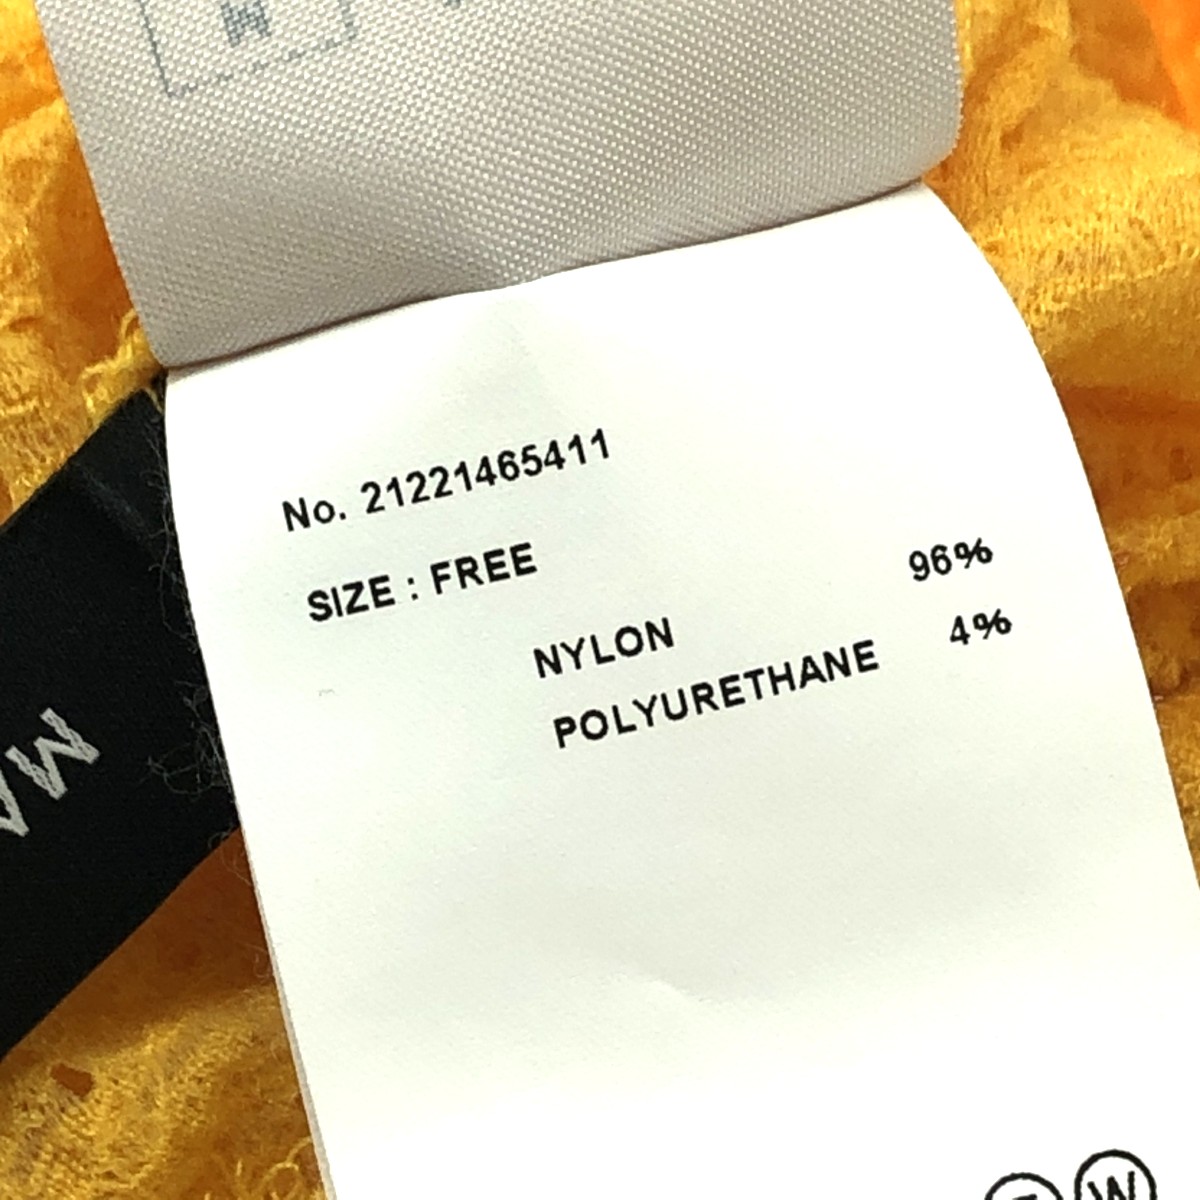 No. 21221465411
SIZE : FREE
NYLON 96%
POLYURETHANE 4%
W